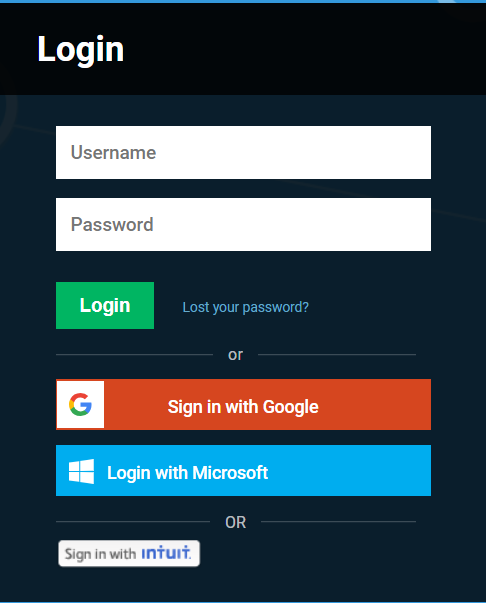 Login
Username
Password
Login
Lost your password?
or
G Sign in with Google
Login with Microsoft
OR
Sign in with INTUIT.